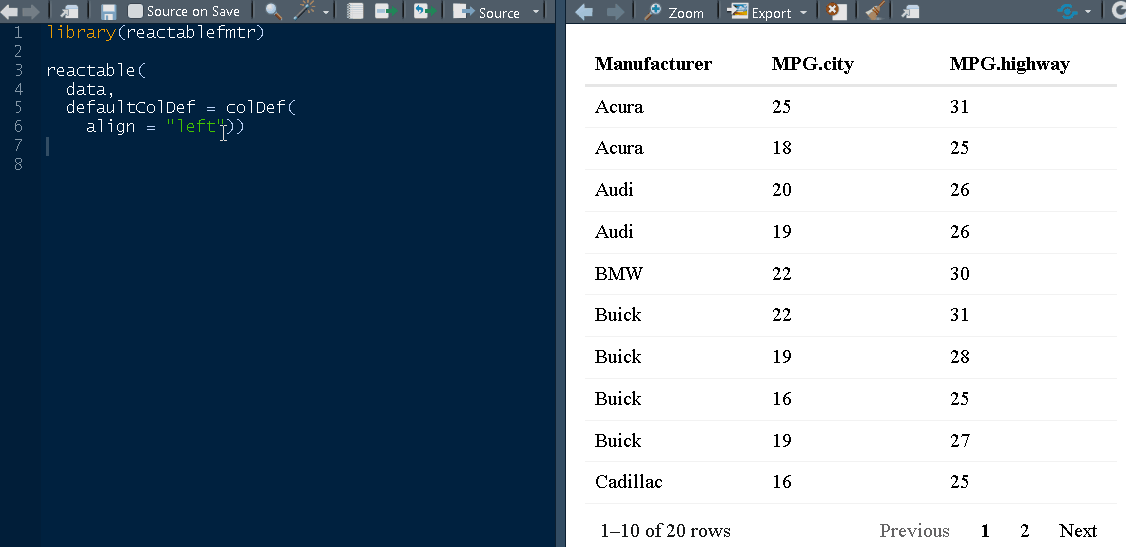 Source on Save Source
1 library(reactablefmtr)
2
3 reactable(
4 data,
5 defaultColDef = colDef(
6 align = "left"))
7
8
Zoom Export
Manufacturer MPG.city MPG.highway
Acura 25 31
Acura 18 25
Audi 20 26
Audi 19 26
BMW 22 30
Buick 22 31
Buick 19 28
Buick 16 25
Buick 19 27
Cadillac 16 25
1–10 of 20 rows Previous 1 2 Next